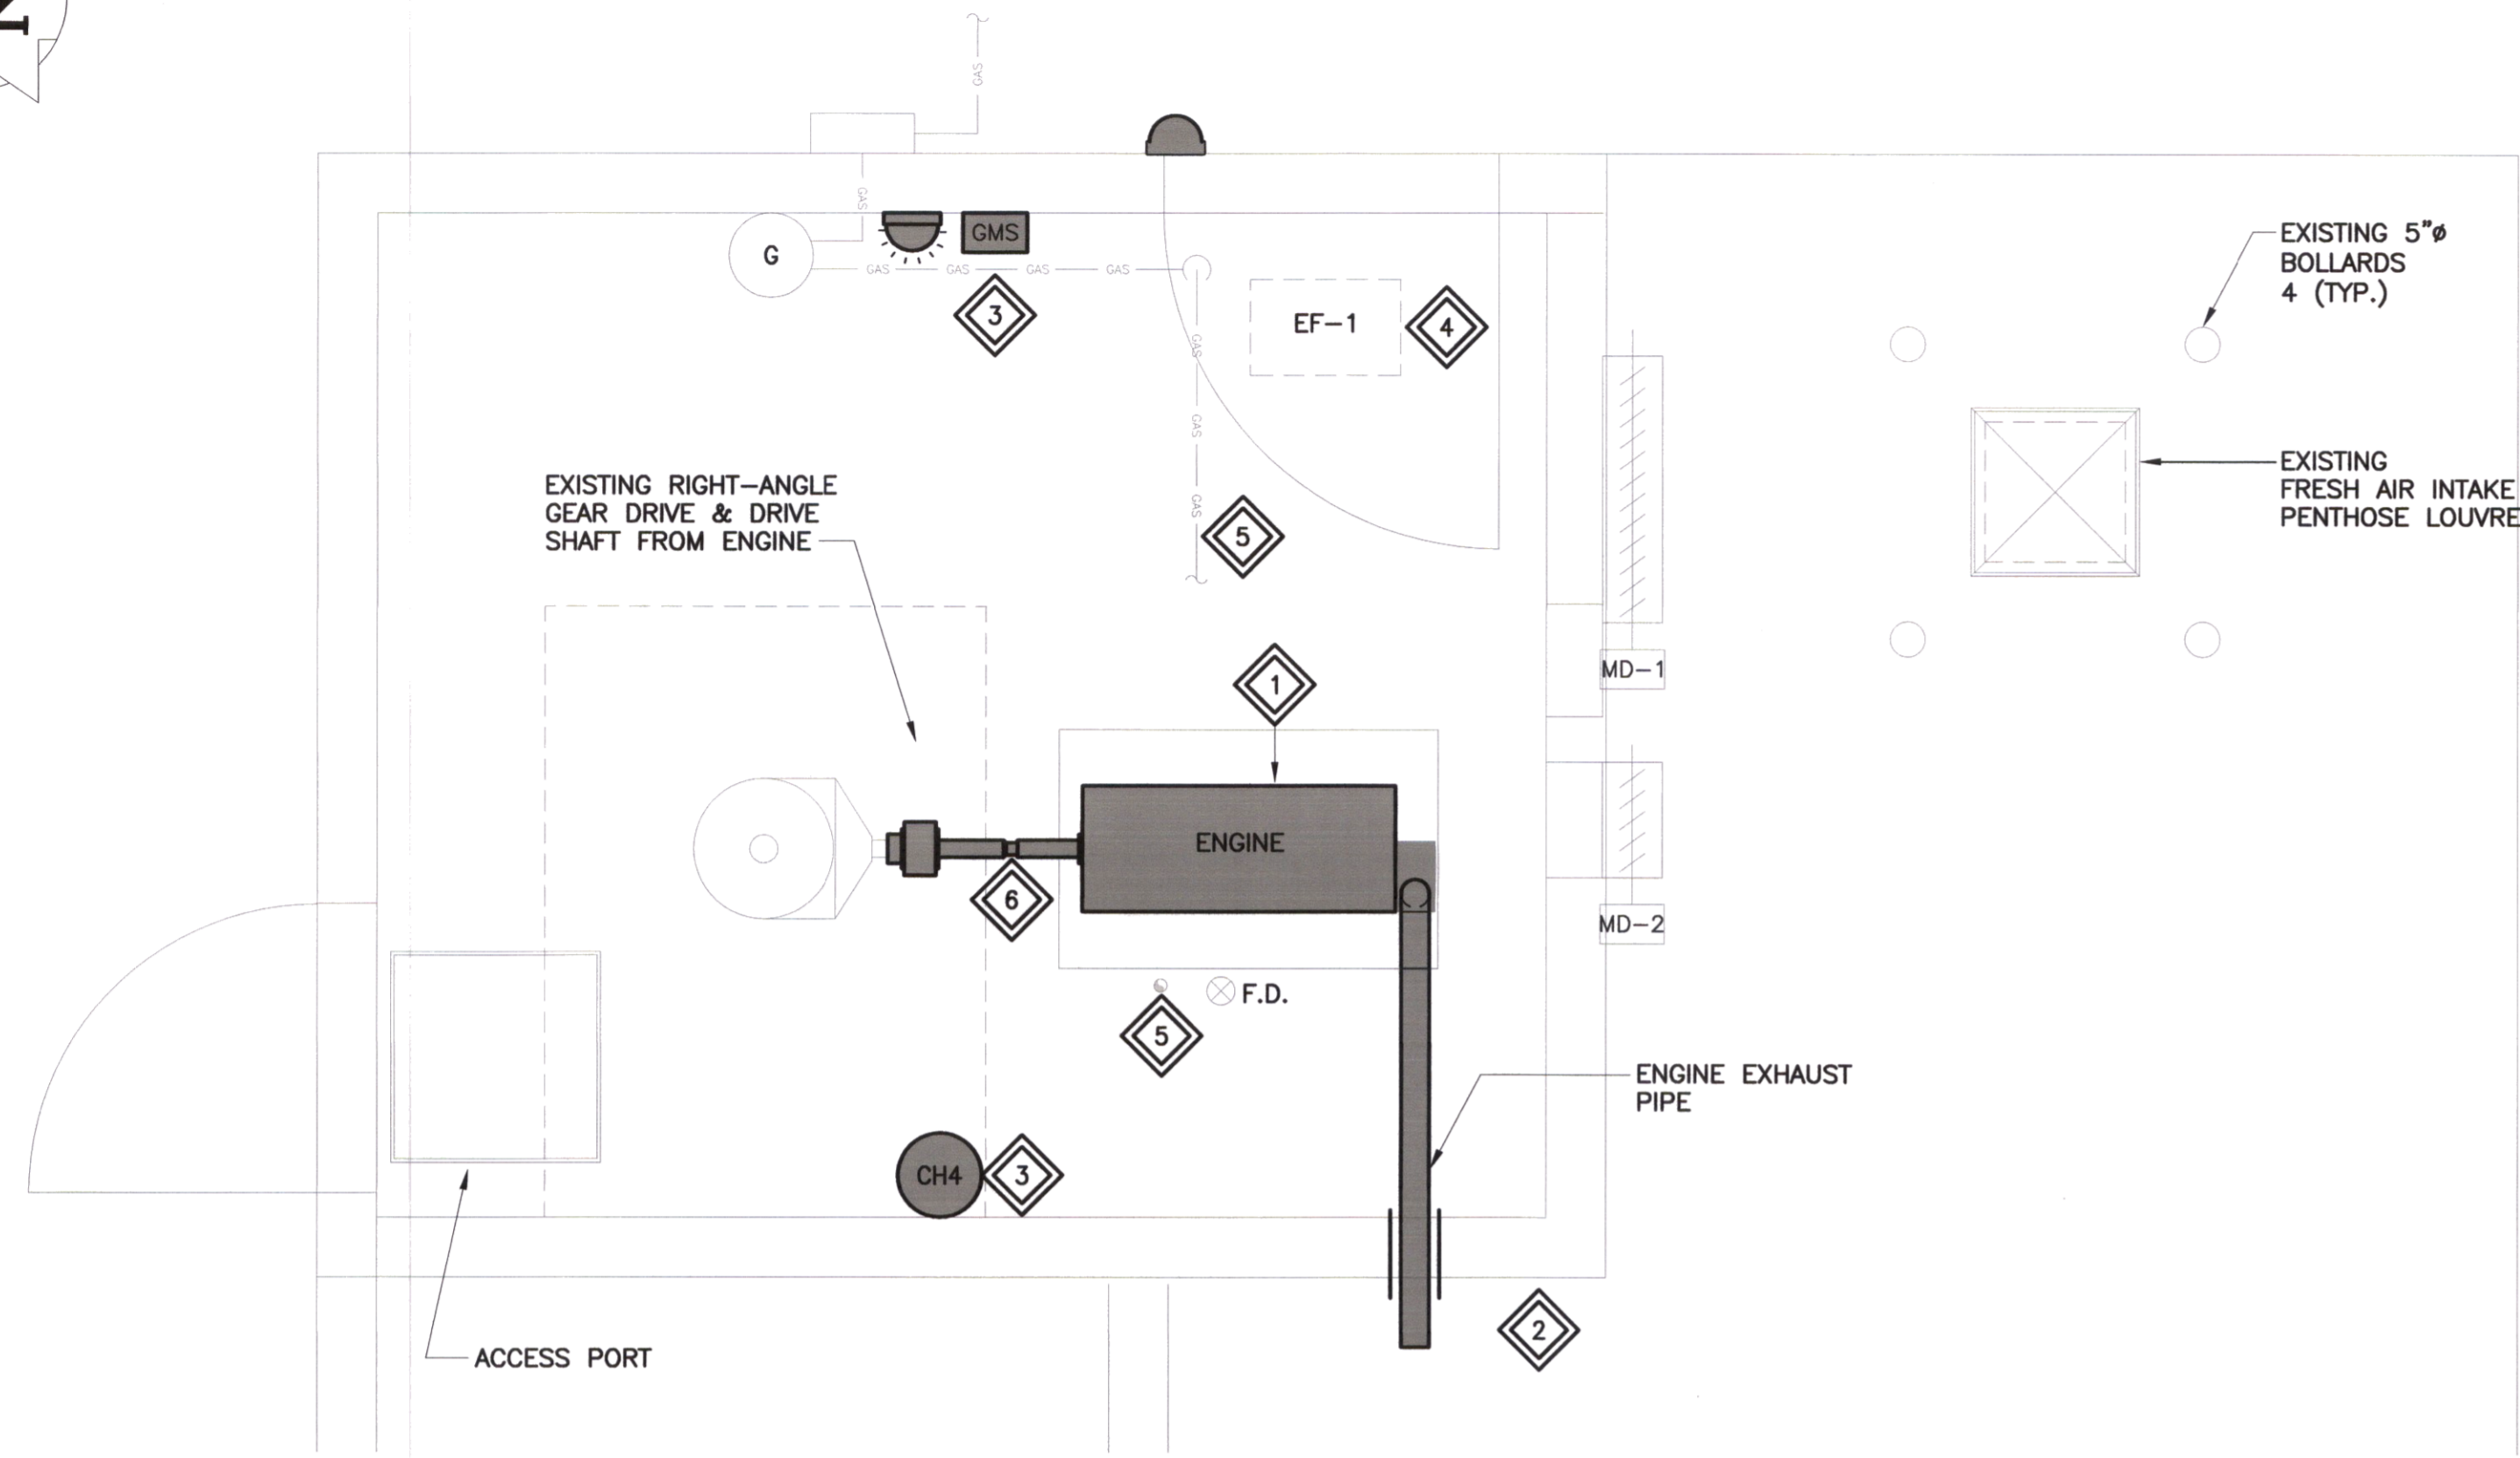 N
GAS
GAS
G
GMS
GAS
GAS
GAS
GAS
3
EF-1
4
EXISTING 5"ø
BOLLARDS
4 (TYP.)
GAS
GAS
GAS
EXISTING RIGHT-ANGLE
GEAR DRIVE & DRIVE
SHAFT FROM ENGINE
5
EXISTING
FRESH AIR INTAKE
PENTHOSE LOUVRE
1
MD-1
ENGINE
6
MD-2
F.D.
5
ENGINE EXHAUST
PIPE
CH4
3
2
ACCESS PORT